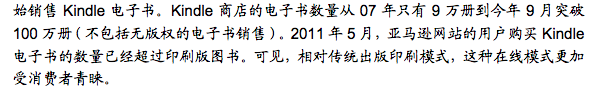 始销售 Kindle 电子书。Kindle 商店的电子书数量从 07 年只有 9 万册到今年 9 月突破
100 万册（不包括无版权的电子书销售）。2011 年 5 月，亚马逊网站的用户购买 Kindle
电子书的数量已经超过印刷版图书。可见，相对传统出版印刷模式，这种在线模式更加
受消费者青睐。